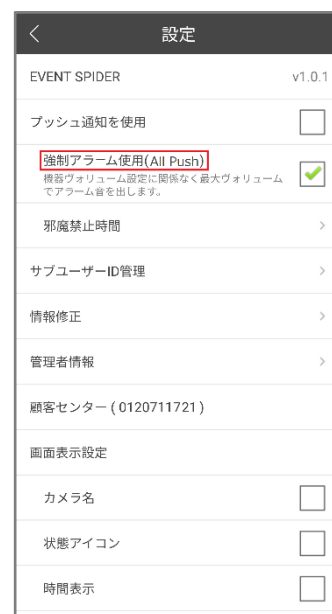 設定
EVENT SPIDER v1.0.1
プッシュ通知を使用
強制アラーム使用(All Push)
機器ヴォリューム設定に関係なく最大ヴォリューム
でアラーム音を出します。
邪魔禁止時間
サブユーザーID管理
情報修正
管理者情報
顧客センター ( 0120711721 )
画面表示設定
カメラ名
状態アイコン
時間表示